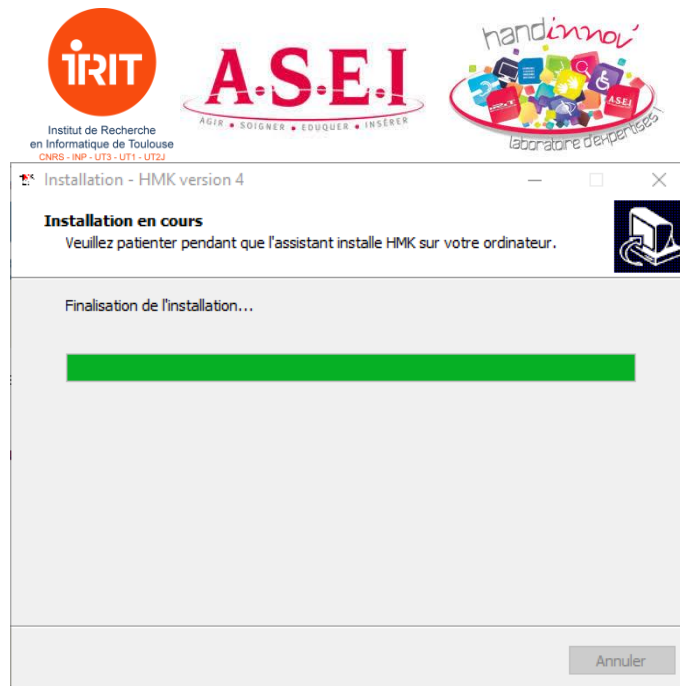 iRiT
Institut de Recherche
en Informatique de Toulouse
CNRS - INP - UT3 - UT1 - UT2J
A.S.E.I
AGIR • SOIGNER • EDUQUER • INSÉRER
handinnov'
ASEI
laboratoire d'expertises !
Installation - HMK version 4
Installation en cours
Veuillez patienter pendant que l'assistant installe HMK sur votre ordinateur.
Finalisation de l'installation...
Annuler